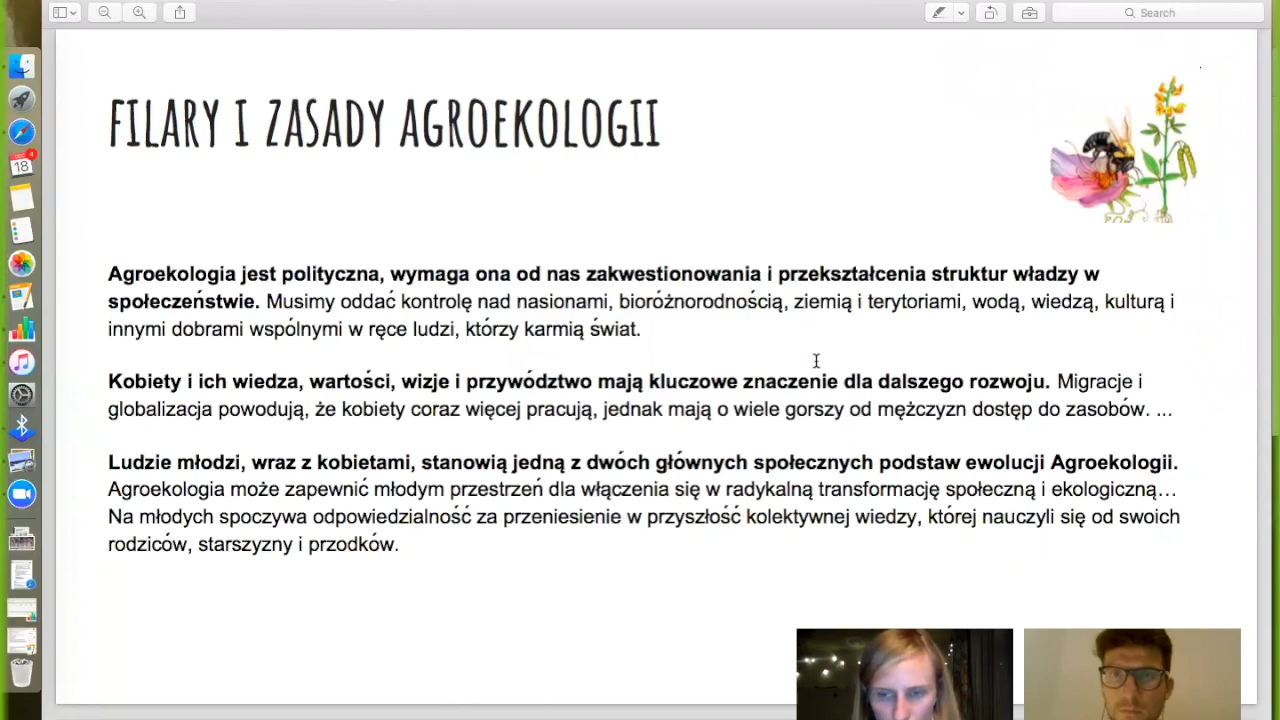 Search
FILARY I ZASADY AGROEKOLOGII
Agroekologia jest polityczna, wymaga ona od nas zakwestionowania i przekształcenia struktur władzy w
społeczeństwie. Musimy oddać kontrolę nad nasionami, bioróżnorodnością, ziemią i terytoriami, wodą, wiedzą, kulturą i
innymi dobrami wspólnymi w ręce ludzi, którzy karmią świat.
Kobiety i ich wiedza, wartości, wizje i przywództwo mają kluczowe znaczenie dla dalszego rozwoju. Migracje i
globalizacja powodują, że kobiety coraz więcej pracują, jednak mają o wiele gorszy od mężczyzn dostęp do zasobów. ...
Ludzie młodzi, wraz z kobietami, stanowią jedną z dwóch głównych społecznych podstaw ewolucji Agroekologii.
Agroekologia może zapewnić młodym przestrzeń dla włączenia się w radykalną transformację społeczną i ekologiczną…
Na młodych spoczywa odpowiedzialność za przeniesienie w przyszłość kolektywnej wiedzy, której nauczyli się od swoich
rodziców, starszyzny i przodków.
4
18